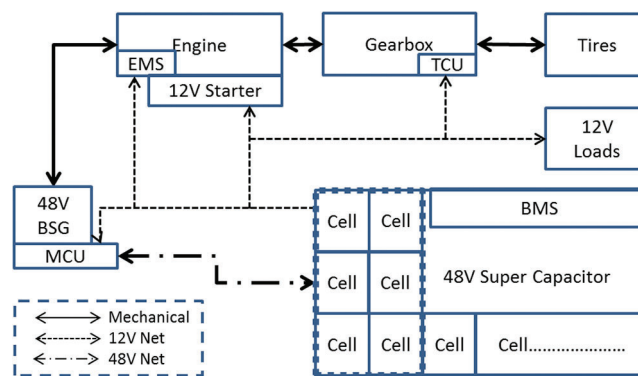 Engine
EMS
12V Starter
Gearbox
TCU
Tires
12V
Loads
48V
BSG
MCU
Cell Cell
BMS
Cell Cell
48V Super Capacitor
Cell Cell Cell Cell.....................
Mechanical
12V Net
48V Net